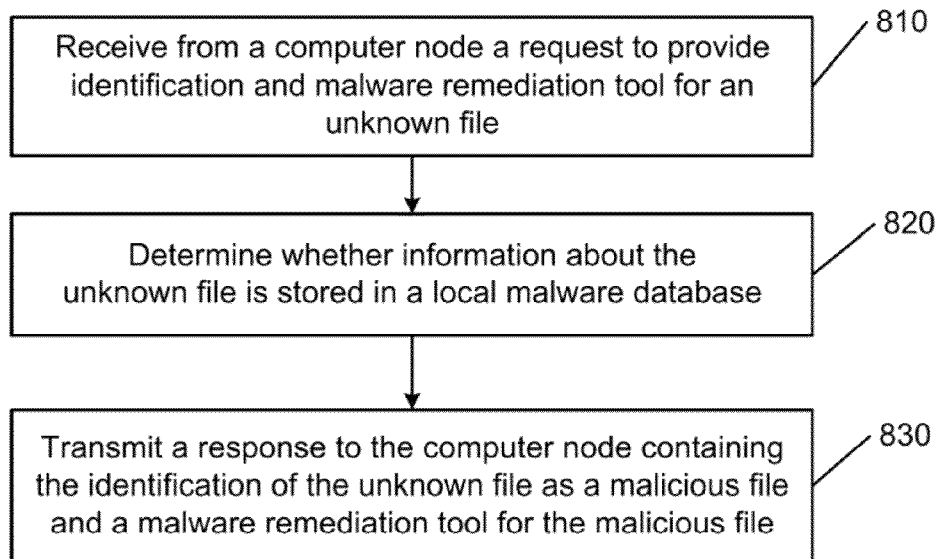 Receive from a computer node a request to provide
identification and malware remediation tool for an
unknown file
810
Determine whether information about the
unknown file is stored in a local malware database
820
Transmit a response to the computer node containing
the identification of the unknown file as a malicious file
and a malware remediation tool for the malicious file
830